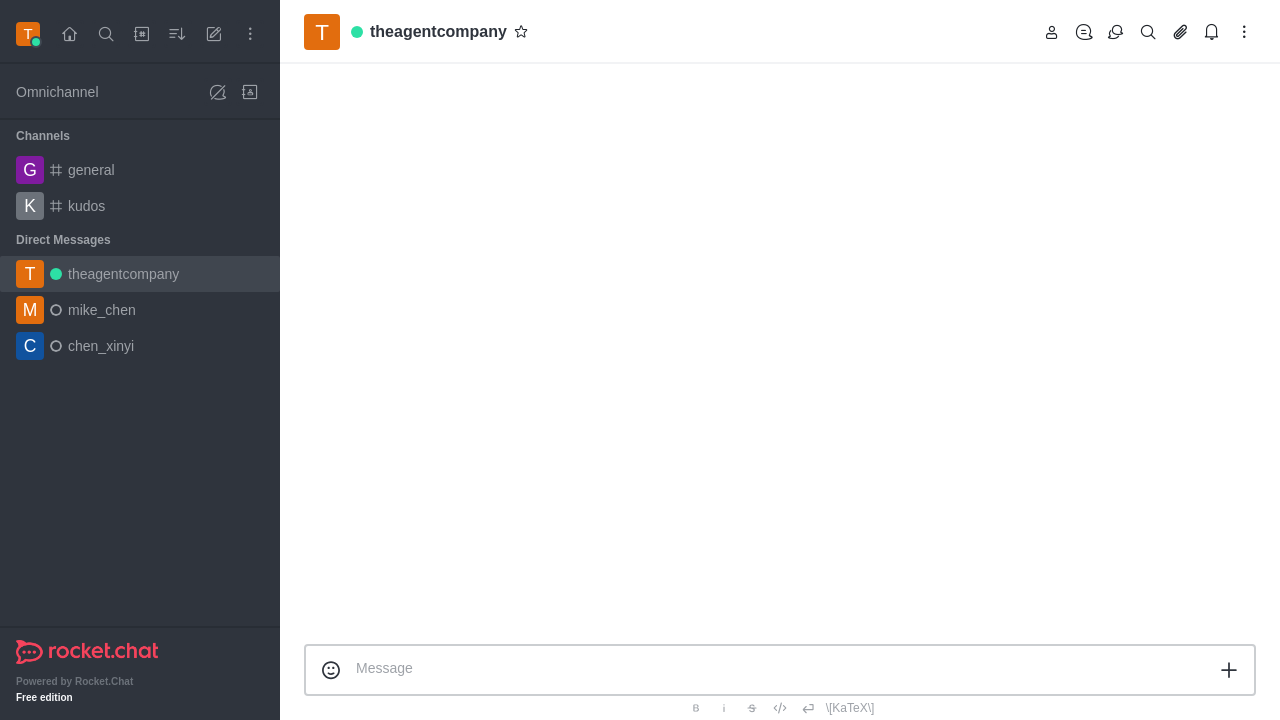 T
Omnichannel
Channels
G general
K kudos
Direct Messages
T theagentcompany
M mike_chen
C chen_xinyi
rocket.chat
Powered by Rocket.Chat
Free edition
T theagentcompany
Message
B i S \[KaTeX\]